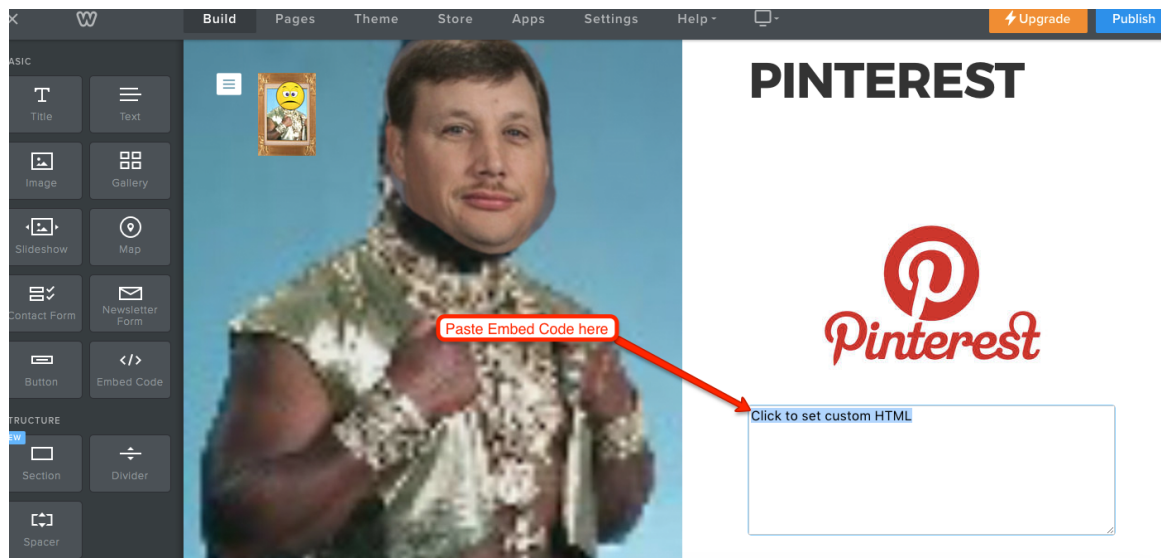 Build Pages Theme Store Apps Settings Help
Upgrade Publish
ASIC
Title Text
Image Gallery
Slideshow Map
Contact Form Newsletter
Form
Button Embed Code
TRUCTURE
EW
Section Divider
Spacer
PINTEREST
Pinterest
Paste Embed Code here
Click to set custom HTML